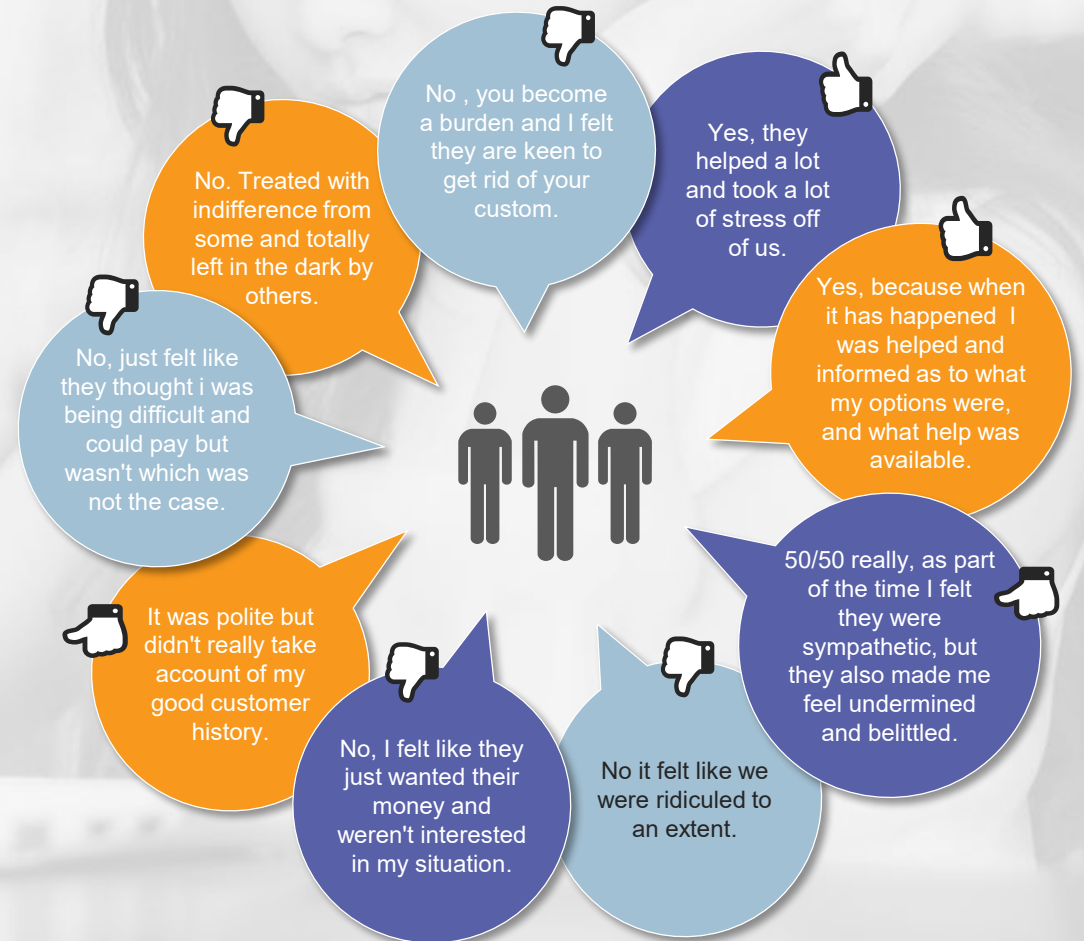 No , you become
a burden and I felt
they are keen to
get rid of your
custom.
Yes, they
helped a lot
and took a lot
of stress off
of us.
Yes, because when
it has happened I
was helped and
informed as to what
my options were,
and what help was
available.
50/50 really, as part
of the time I felt
they were
sympathetic, but
they also made me
feel undermined
and belittled.
No it felt like we
were ridiculed to
an extent.
No, I felt like they
just wanted their
money and
weren't interested
in my situation.
It was polite but
didn't really take
account of my
good customer
history.
No, just felt like
they thought i was
being difficult and
could pay but
wasn't which was
not the case.
No. Treated with
indifference from
some and totally
left in the dark by
others.